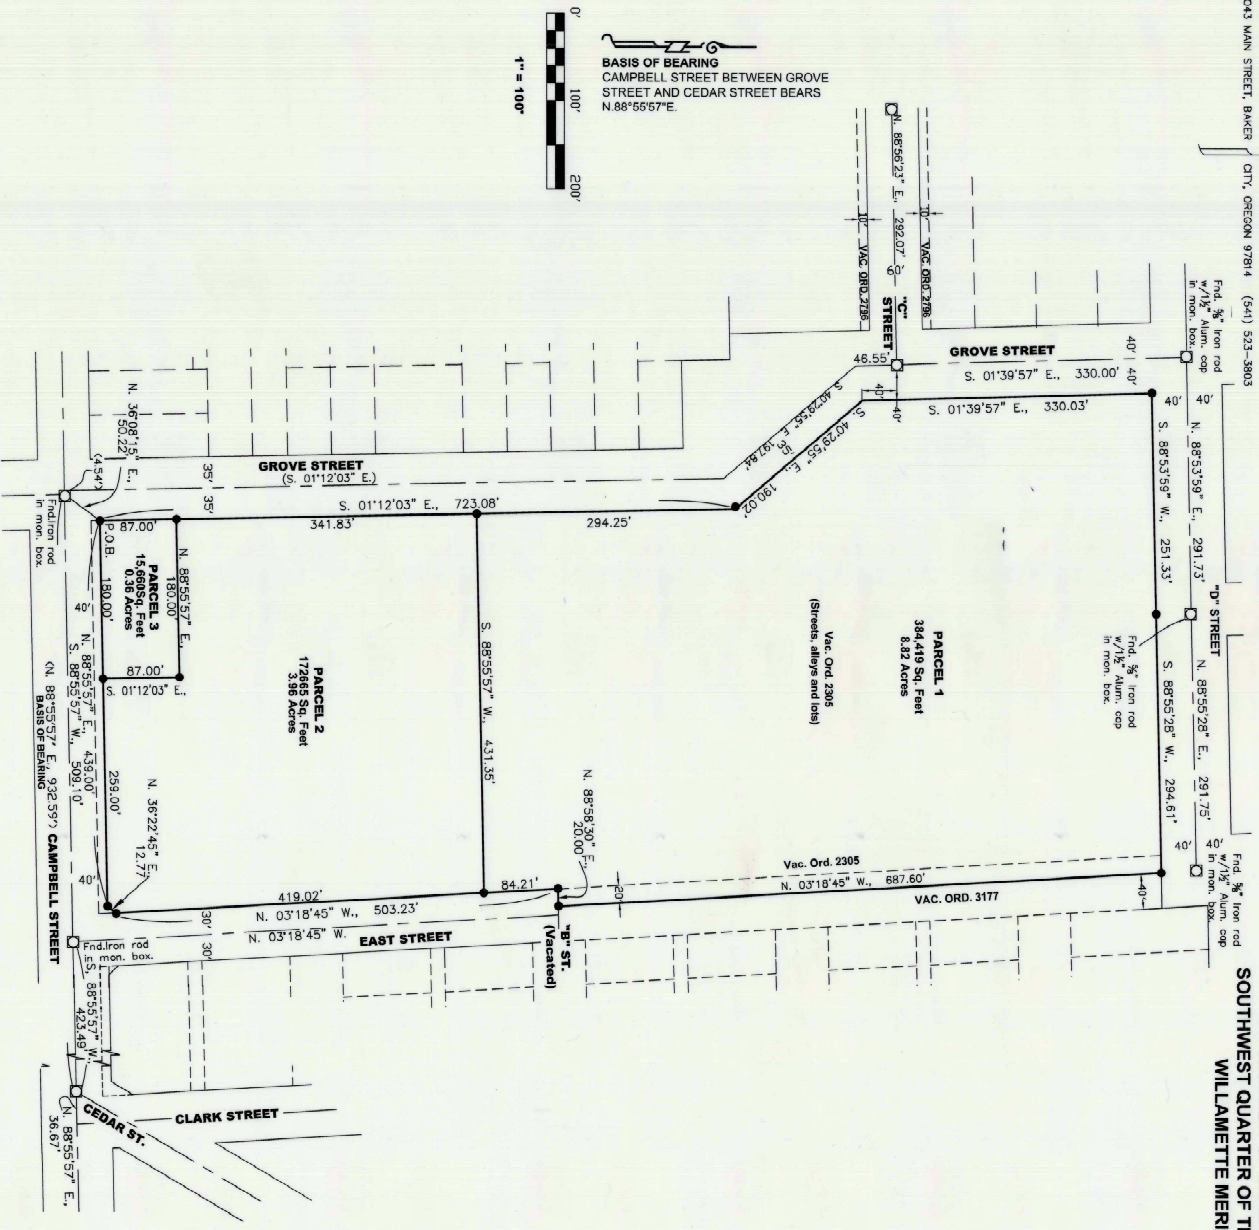 043 MAIN STREET, BAKER CITY, OREGON 97814 (541) 523-3803
SOUTHWEST QUARTER OF
WILLAMETTE
0'
100'
200'
1" = 100'
BASIS OF BEARING
CAMPBELL STREET BETWEEN GROVE
STREET AND CEDAR STREET BEARS
N.88°55'57"E.
N. 88°56'23" E., 292.07'
10'
10'
VAC. ORD. 2796
VAC. ORD. 2796
60'
"C"
STREET
Fnd. ⅝" Iron rod
w/1½" Alum. cap
in mon. box.
40'
40'
GROVE STREET
S. 01°39'57" E., 330.00'
46.55'
40'
40'
S. 01°39'57" E., 330.03'
40'
40'
N. 88°53'59" E., 291.73'
S. 88°53'59" W., 251.33'
"D" STREET
S. 40°29'55" E.
197.84'
35'
S. 40°29'55" E.,
190.02'
N. 36°08'15" E.,
50.22'
(4.54')
35'
35'
GROVE STREET
(S. 01°12'03" E.)
S. 01°12'03" E., 723.08'
87.00'
341.83'
294.25'
Fnd.Iron rod
in mon. box.
P.O.B.
180.00'
PARCEL 3
15,660Sq. Feet
0.36 Acres
N. 88°55'57" E.,
180.00'
87.00'
S. 01°12'03" E.,
40'
N. 88°55'57" E., 439.00'
S. 88°55'57" W., 509.10'
(N. 88°55'57" E., 932.59')
BASIS OF BEARING
CAMPBELL STREET
259.00'
N. 36°22'45" E.,
12.77'
40'
PARCEL 2
172665 Sq. Feet
3.96 Acres
S. 88°55'57" W., 431.35'
PARCEL 1
384,419 Sq. Feet
8.82 Acres
Vac. Ord. 2305
(Streets, alleys and lots)
Fnd. ⅝" Iron rod
w/1½" Alum. cap
in mon. box.
N. 88°55'28" E., 291.75'
S. 88°55'28" W., 294.61'
40'
40'
Fnd. ⅝" Iron rod
w/1½" Alum. cap
in mon. box.
N. 88°58'30" E.,
20.00'
Vac. Ord. 2305
N. 03°18'45" W., 687.60'
VAC. ORD. 3177
20'
40'
84.21'
419.02'
N. 03°18'45" W., 503.23'
N. 03°18'45" W.
30'
30'
EAST STREET
"B" ST.
(Vacated)
Fnd.Iron rod
in mon. box.
S. 88°55'57" W.,
423.49'
CEDAR ST.
CLARK STREET
N. 88°55'57" E.,
36.67'